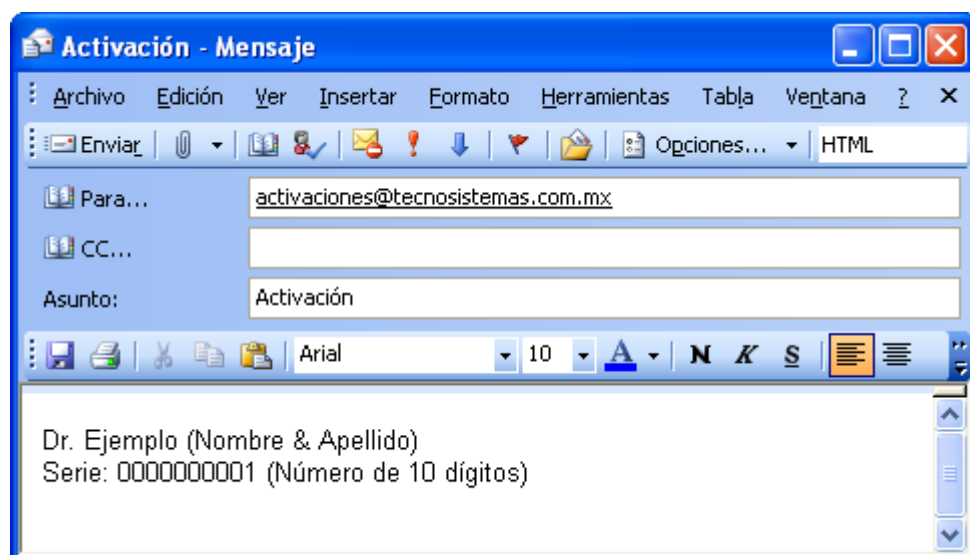 Activación - Mensaje
Archivo Edición Ver Insertar Formato Herramientas Tabla Ventana ?
Enviar Opciones... HTML
Para... activaciones@tecnosistemas.com.mx
CC...
Asunto: Activación
Arial 10 A N K S
Dr. Ejemplo (Nombre & Apellido)
Serie: 0000000001 (Número de 10 dígitos)